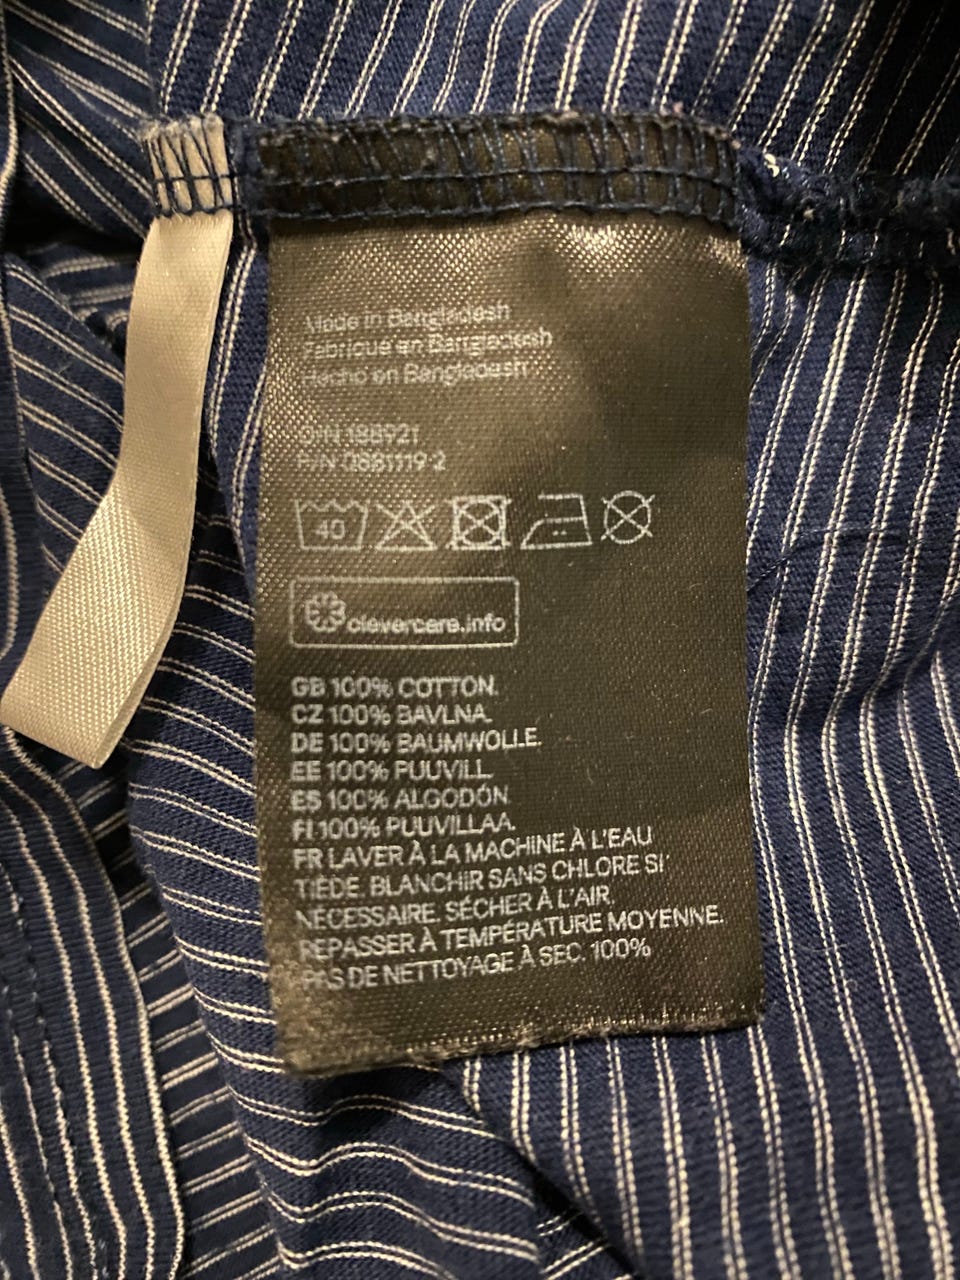 Made in Bangladesh
Fabriqué en Bangladesh
Hecho en Bangladesh
O/N 188921
P/N 0881119 2
40
clevercare.info
GB 100% COTTON.
CZ 100% BAVLNA.
DE 100% BAUMWOLLE.
EE 100% PUUVILL.
ES 100% ALGODÓN.
FI 100% PUUVILLAA.
FR LAVER À LA MACHINE À L'EAU
TIÈDE. BLANCHIR SANS CHLORE SI
NÉCESSAIRE. SÉCHER À L'AIR.
REPASSER À TEMPÉRATURE MOYENNE.
PAS DE NETTOYAGE À SEC. 100%